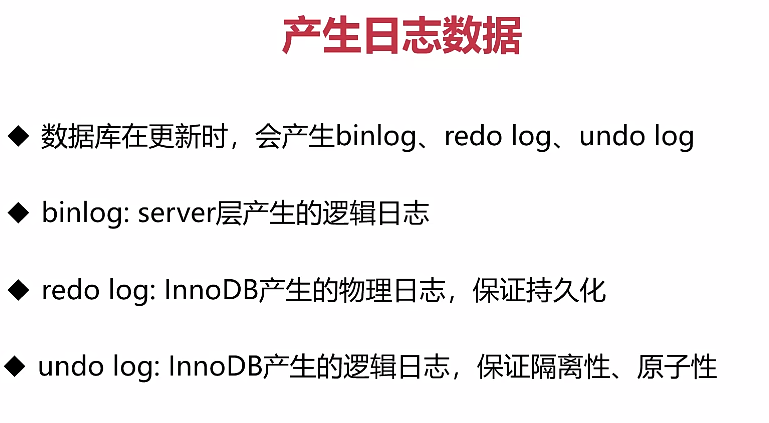 产生日志数据
◆ 数据库在更新时，会产生binlog、redo log、undo log
◆ binlog: server层产生的逻辑日志
◆ redo log: InnoDB产生的物理日志，保证持久化
◆ undo log: InnoDB产生的逻辑日志，保证隔离性、原子性